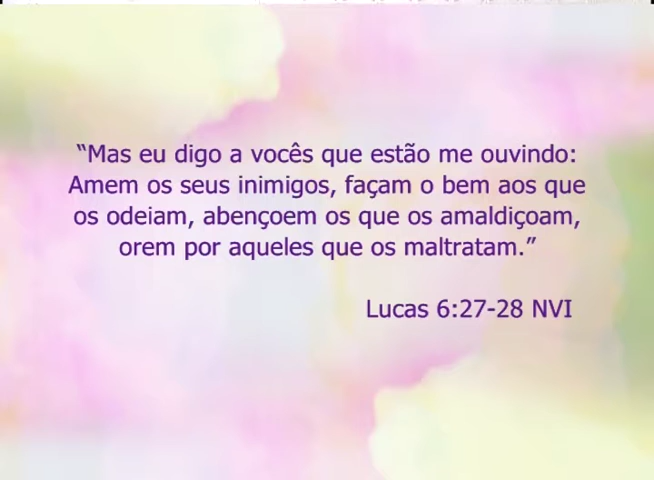 “Mas eu digo a vocês que estão me ouvindo:
Amem os seus inimigos, façam o bem aos que
os odeiam, abençoem os que os amaldiçoam,
orem por aqueles que os maltratam.”
Lucas 6:27-28 NVI